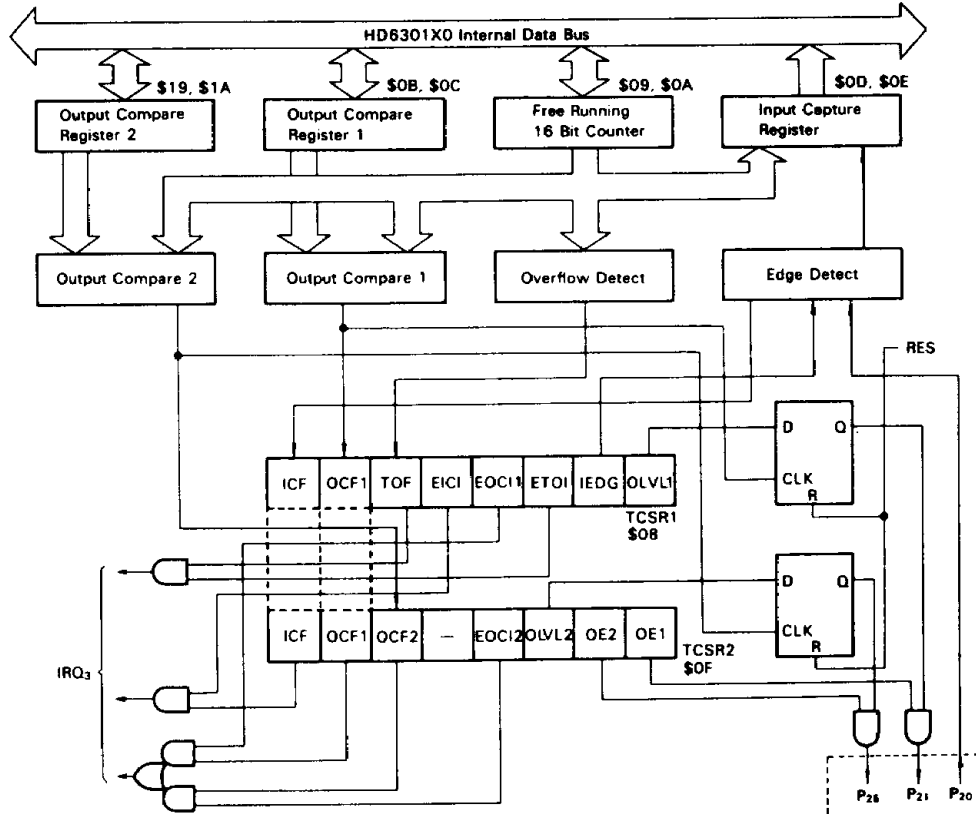 HD6301X0 Internal Data Bus
$19, $1A
$0B, $0C
$09, $0A
$0D, $0E
Output Compare
Register 2
Output Compare
Register 1
Free Running
16 Bit Counter
Input Capture
Register
Output Compare 2
Output Compare 1
Overflow Detect
Edge Detect
RES
D
Q
CLK
R
ICF
OCF1
TOF
EICI
EOCI1
ETOI
IEDG
OLVL1
TCSR1
$08
D
Q
CLK
R
ICF
OCF1
OCF2
—
EOCI2
OLVL2
OE2
OE1
TCSR2
$0F
IRQ₃
P₂₅
P₂₁
P₂₀